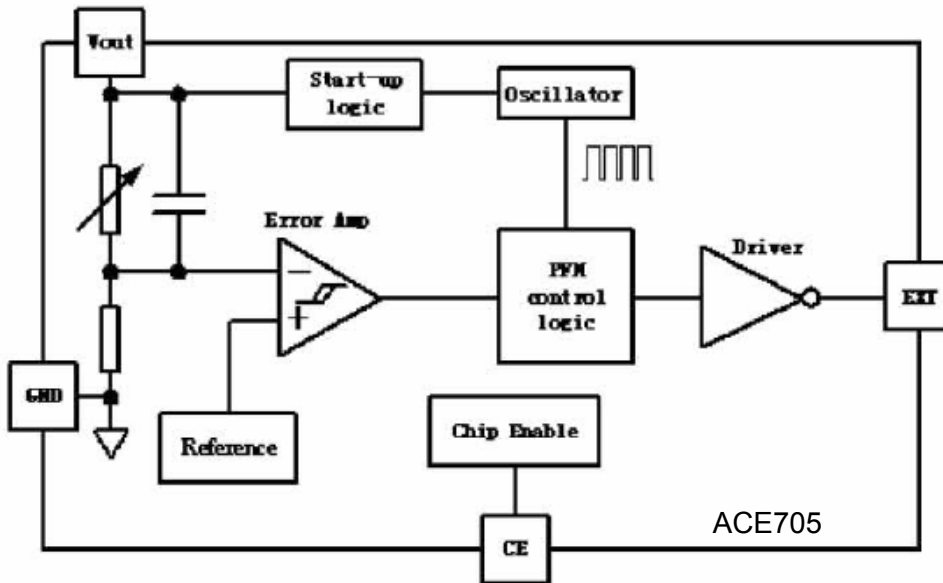 Vout
Start-up
logic
Oscillator
Error Amp
−
+
PFM
control
logic
Driver
EXT
GND
Reference
Chip Enable
CE
ACE705